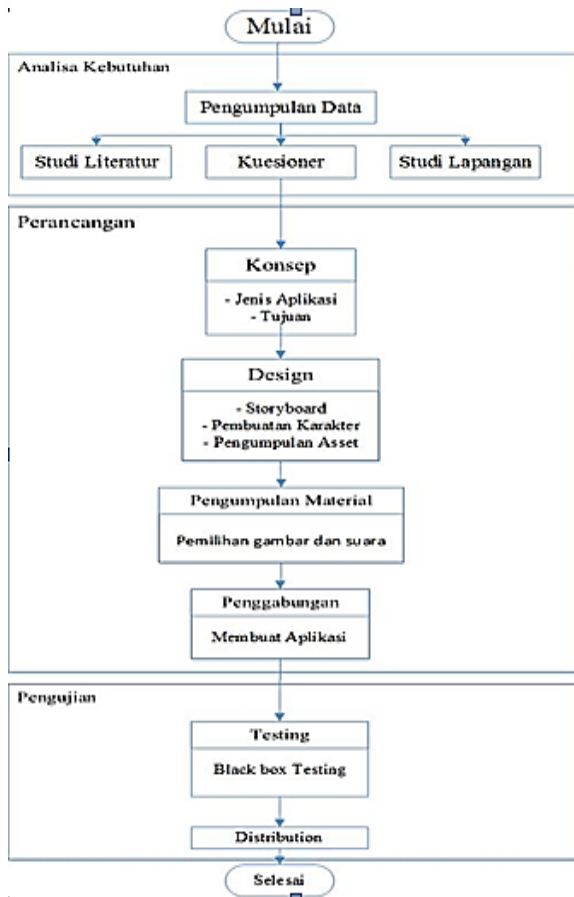 Mulai
Analisa Kebutuhan
Pengumpulan Data
Studi Literatur
Kuesioner
Studi Lapangan
Perancangan
Konsep
- Jenis Aplikasi
- Tujuan
Design
- Storyboard
- Pembuatan Karakter
- Pengumpulan Asset
Pengumpulan Material
Pemilihan gambar dan suara
Penggabungan
Membuat Aplikasi
Pengujian
Testing
Black box Testing
Distribution
Selesai